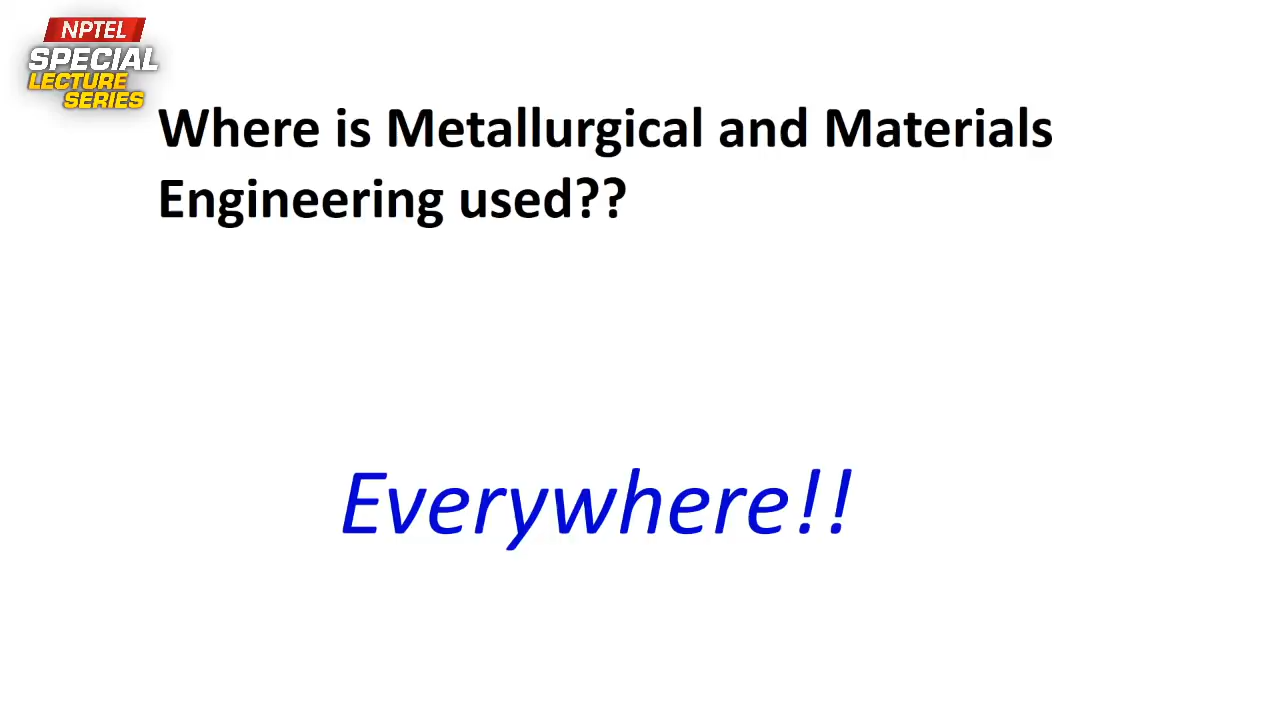 NPTEL
SPECIAL
LECTURE
SERIES
Where is Metallurgical and Materials
Engineering used??
Everywhere!!